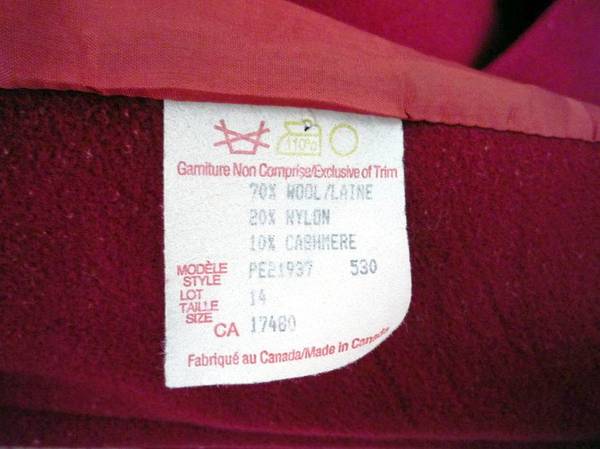 110°c
Garniture Non Comprise/Exclusive of Trim
70% WOOL/LAINE
20% NYLON
10% CASHMERE
MODÈLE
STYLE PE21937 530
LOT
TAILLE 14
SIZE
CA 17480
Fabriqué au Canada/Made in Canada